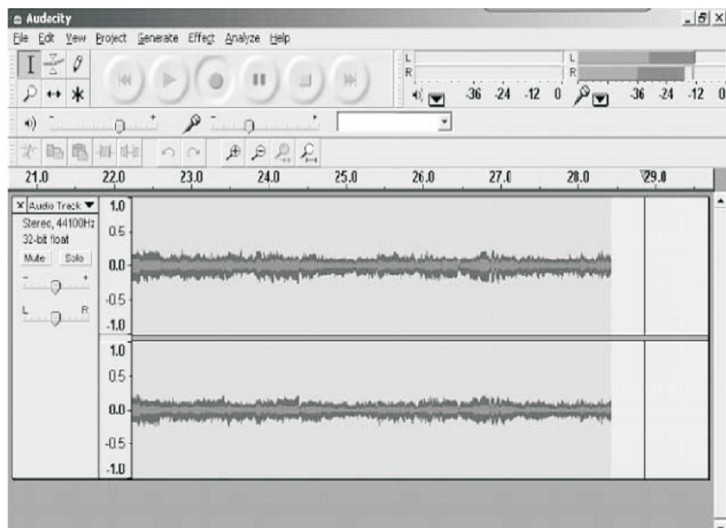 Audacity
File Edit View Project Generate Effect Analyze Help
L
R
-36 -24 -12 0
L
R
-36 -24 -12 0
- +
- +
21.0 22.0 23.0 24.0 25.0 26.0 27.0 28.0 29.0
X Audio Track
Stereo, 44100Hz
32-bit float
Mute Solo
- +
L R
1.0
0.5
0.0
-0.5
-1.0
1.0
0.5
0.0
-0.5
-1.0